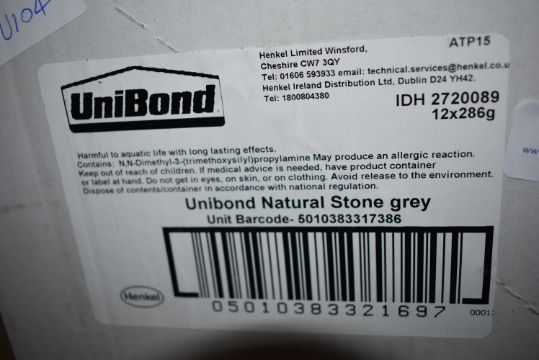 U104
ATP15
Henkel Limited Winsford,
Cheshire CW7 3QY
Tel: 01606 593933 email: technical.services@henkel.co.u
Henkel Ireland Distribution Ltd, Dublin D24 YH42.
Tel: 1800804380
UniBond
IDH 2720089
12x286g
Harmful to aquatic life with long lasting effects.
Contains: N,N-Dimethyl-3-(trimethoxysilyl)propylamine May produce an allergic reaction.
Keep out of reach of children. If medical advice is needed, have product container
or label at hand. Do not get in eyes, on skin, or on clothing. Avoid release to the environment.
Dispose of contents/container in accordance with national regulation.
www
Unibond Natural Stone grey
Unit Barcode- 5010383317386
Henkel
05010383321697